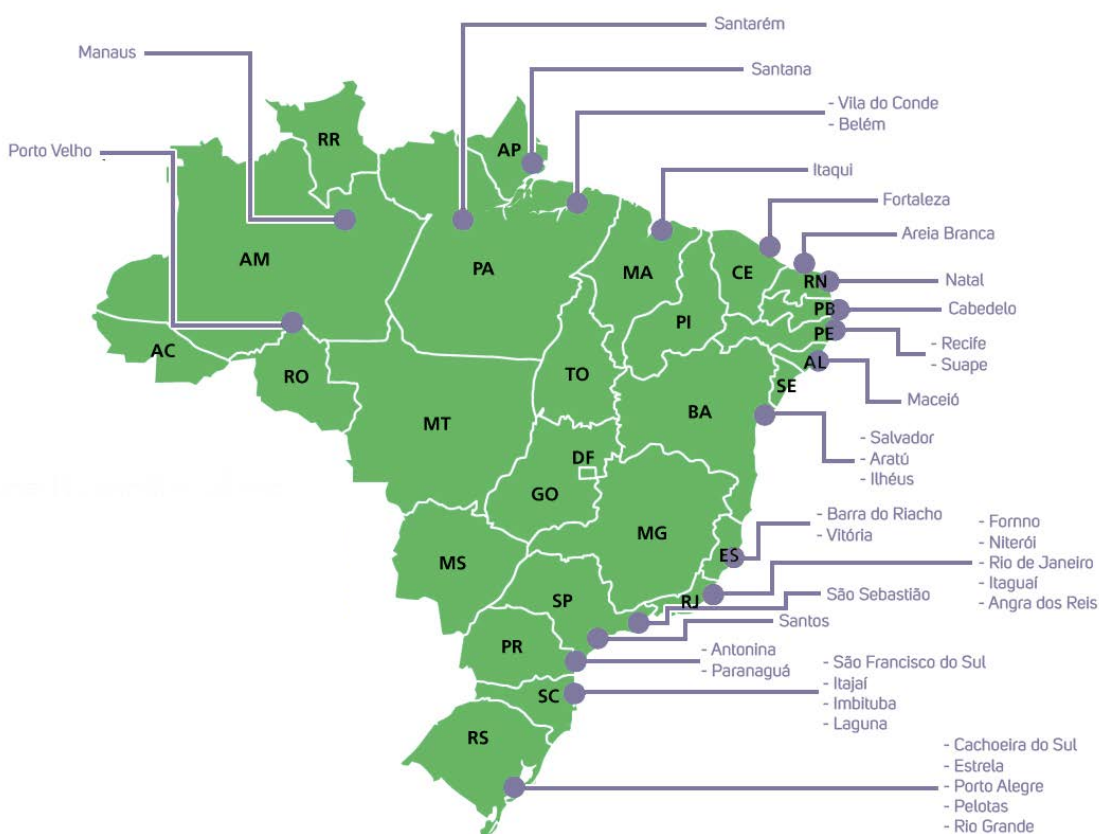 Santarém
Manaus
Santana
- Vila do Conde
- Belém
RR
AP
Porto Velho
Itaqui
Fortaleza
Areia Branca
AM
PA
MA
CE
RN
Natal
PB
Cabedelo
PI
PE
- Recife
- Suape
AC
AL
RO
TO
SE
Maceió
BA
MT
- Salvador
- Aratú
- Ilhéus
DF
GO
- Barra do Riacho
- Vitória
MG
ES
- Fornno
- Niterói
- Rio de Janeiro
- Itaguaí
- Angra dos Reis
MS
SP
RJ
São Sebastião
Santos
PR
- Antonina
- Paranaguá
- São Francisco do Sul
- Itajaí
- Imbituba
- Laguna
SC
RS
- Cachoeira do Sul
- Estrela
- Porto Alegre
- Pelotas
- Rio Grande